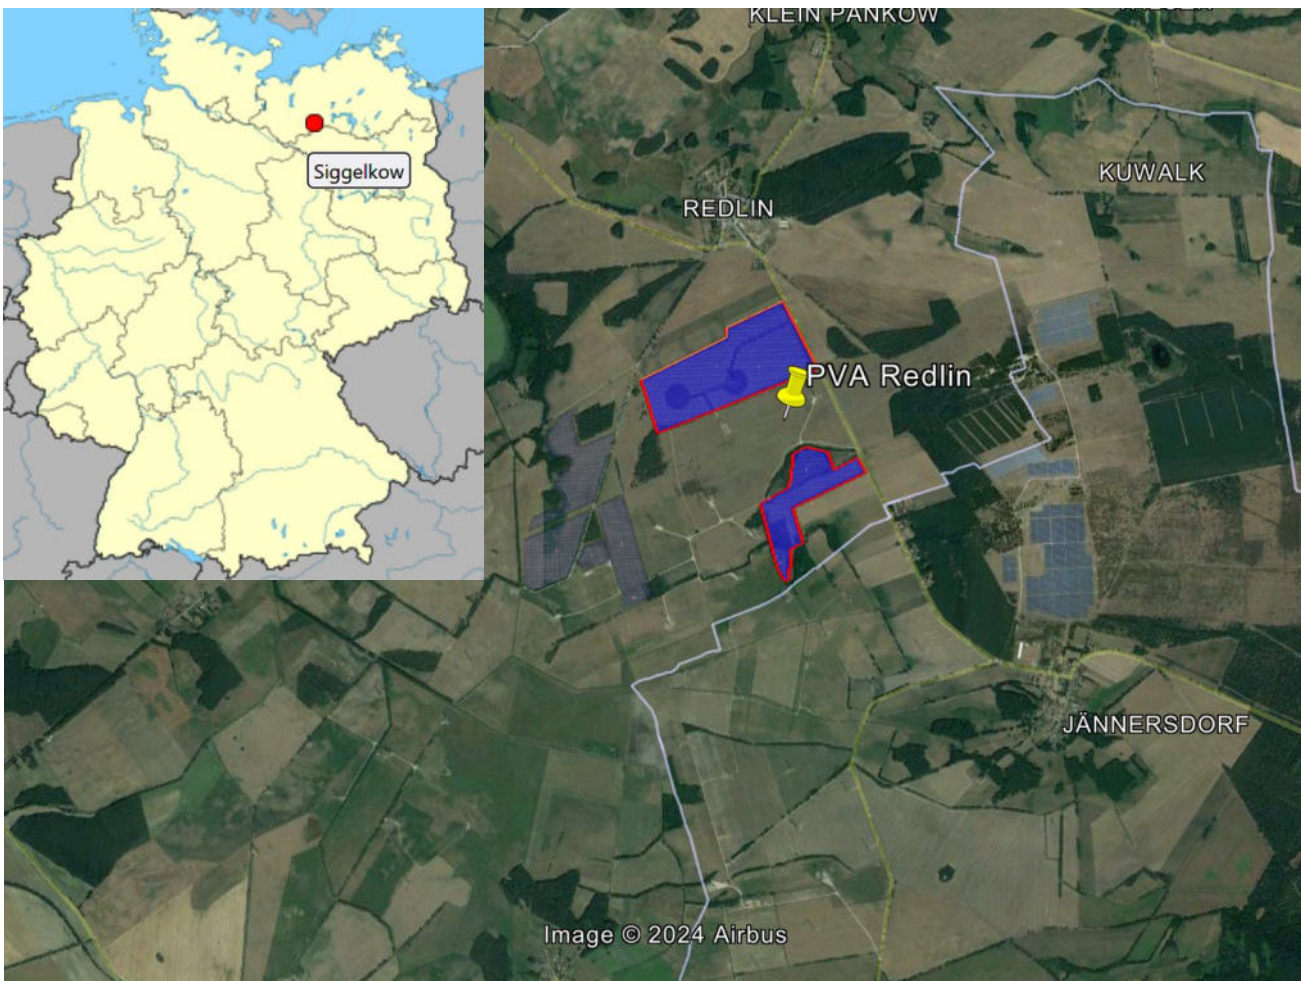 KLEIN PANKOW
Siggelkow
KUWALK
REDLIN
PVA Redlin
JÄNNERSDORF
Image © 2024 Airbus